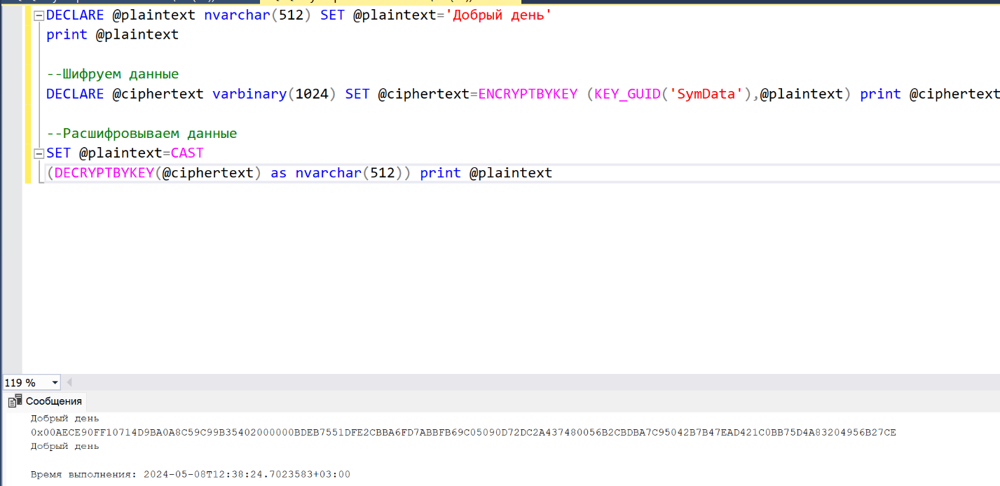 DECLARE @plaintext nvarchar(512) SET @plaintext='Добрый день'
print @plaintext
--Шифруем данные
DECLARE @ciphertext varbinary(1024) SET @ciphertext=ENCRYPTBYKEY (KEY_GUID('SymData'),@plaintext) print @ciphertext
--Расшифровываем данные
SET @plaintext=CAST
(DECRYPTBYKEY(@ciphertext) as nvarchar(512)) print @plaintext
119 %
Сообщения
Добрый день
0x00AECE90FF10714D9BA0A8C59C99B35402000000BDEB7551DFE2CBBA6FD7ABBFB69C05090D72DC2A437480056B2CBDBA7C95042B7B47EAD421C0BB75D4A83204956B27CE
Добрый день
Время выполнения: 2024-05-08T12:38:24.7023583+03:00